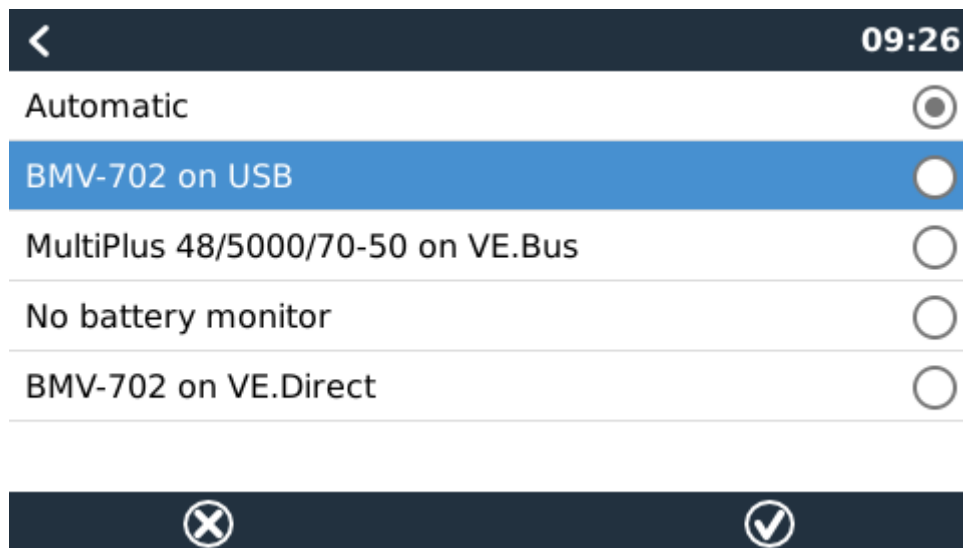 09:26
Automatic
BMV-702 on USB
MultiPlus 48/5000/70-50 on VE.Bus
No battery monitor
BMV-702 on VE.Direct